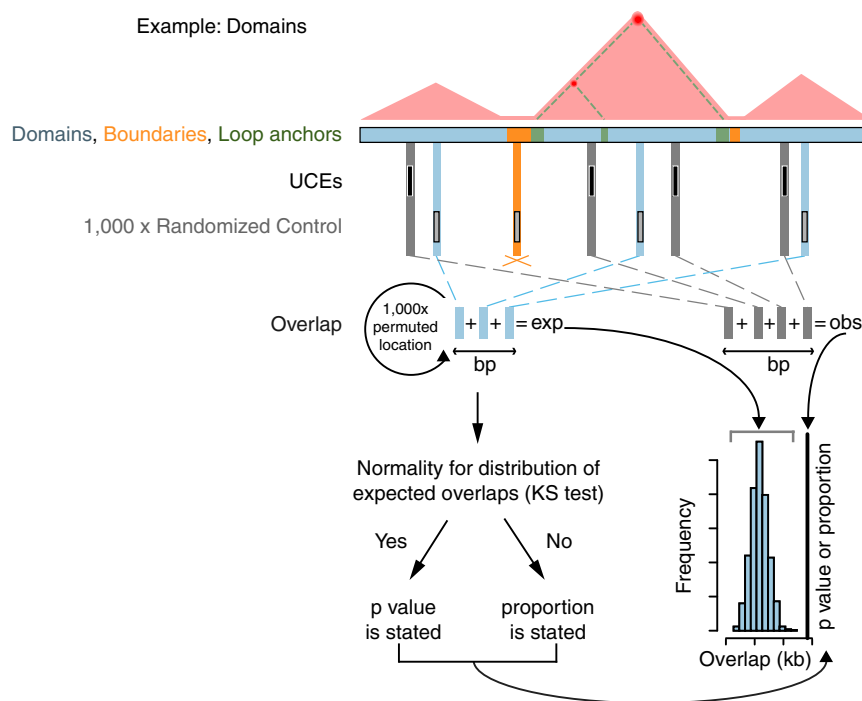 Example: Domains
Domains, Boundaries, Loop anchors
UCEs
1,000 x Randomized Control
Overlap
1,000x
permuted
location
+ + = exp
+ + + = obs
bp
bp
Normality for distribution of
expected overlaps (KS test)
Yes
No
p value
is stated
proportion
is stated
Frequency
Overlap (kb)
p value or proportion